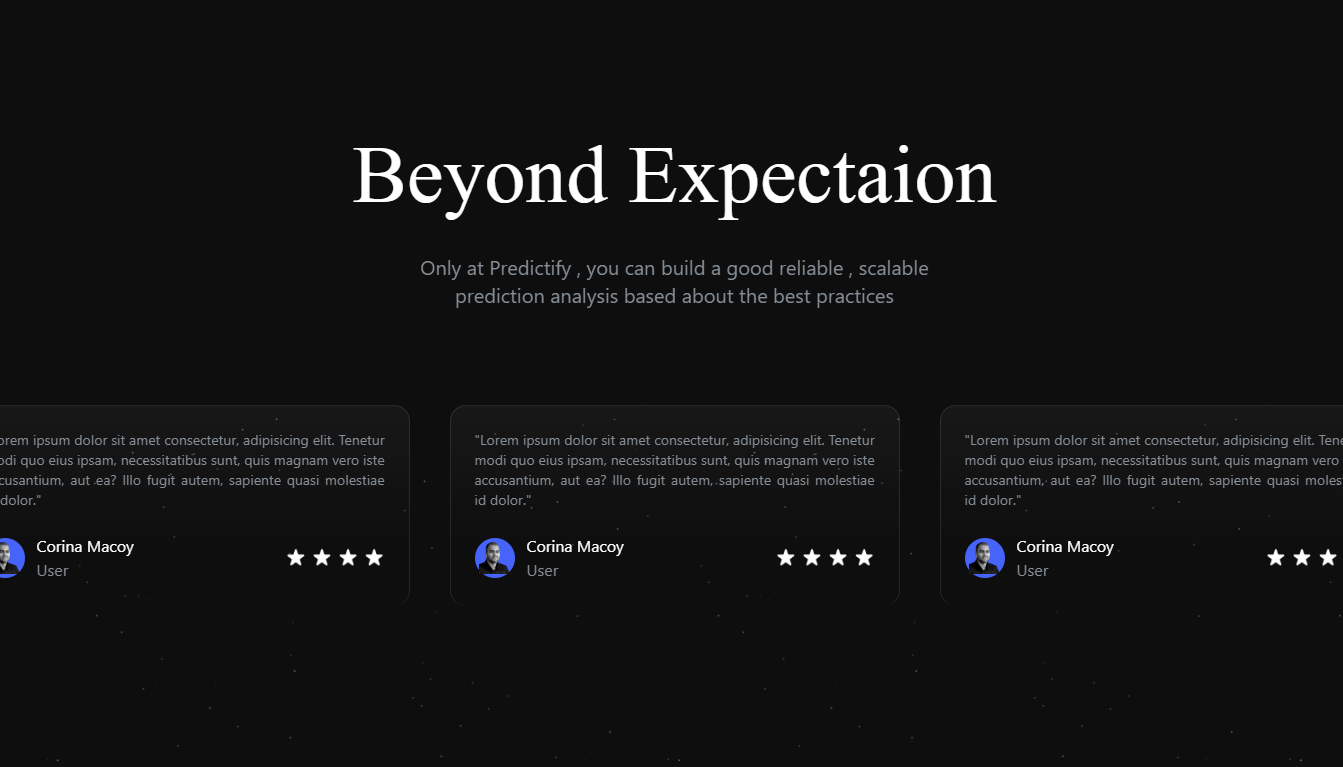 Beyond Expectaion
Only at Predictify , you can build a good reliable , scalable
prediction analysis based about the best practices
orem ipsum dolor sit amet consectetur, adipisicing elit. Tenetur
odi quo eius ipsam, necessitatibus sunt, quis magnam vero iste
ccusantium, aut ea? Illo fugit autem, sapiente quasi molestiae
dolor."
Corina Macoy
User
"Lorem ipsum dolor sit amet consectetur, adipisicing elit. Tenetur
modi quo eius ipsam, necessitatibus sunt, quis magnam vero iste
accusantium, aut ea? Illo fugit autem, sapiente quasi molestiae
id dolor."
Corina Macoy
User
"Lorem ipsum dolor sit amet consectetur, adipisicing elit. Tene
modi quo eius ipsam, necessitatibus sunt, quis magnam vero
accusantium, aut ea? Illo fugit autem, sapiente quasi moles
id dolor."
Corina Macoy
User